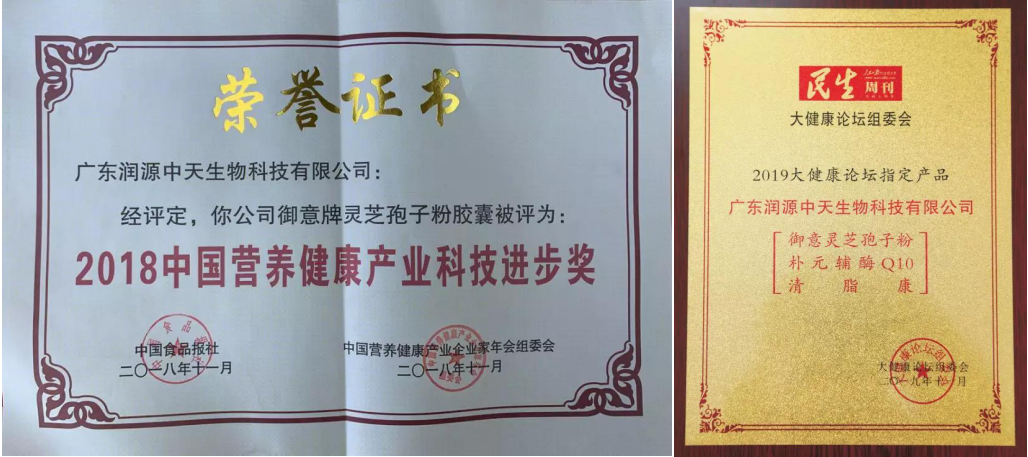 荣誉证书
广东润源中天生物科技有限公司：
经评定，你公司御意牌灵芝孢子粉胶囊被评为：
2018中国营养健康产业科技进步奖
中国食品报社
二〇一八年十一月
中国营养健康产业企业家年会组委会
二〇一八年十一月
民生周刊
大健康论坛组委会
2019大健康论坛指定产品
广东润源中天生物科技有限公司
御意灵芝孢子粉
朴元辅酶Q10
清脂康
大健康论坛组委会